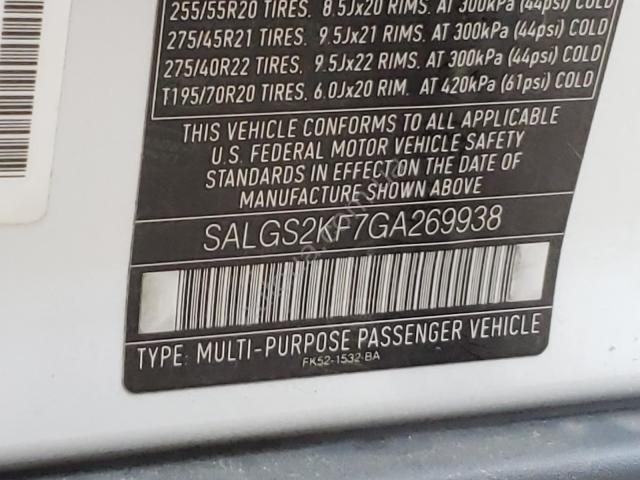 255/55R20 TIRES. 8.5Jx20 RIMS. AT 300kPa (44psi) COLD
275/45R21 TIRES. 9.5Jx21 RIMS. AT 300kPa (44psi) COLD
275/40R22 TIRES. 9.5Jx22 RIMS. AT 300kPa (44psi) COLD
T195/70R20 TIRES. 6.0Jx20 RIM. AT 420kPa (61psi) COLD
THIS VEHICLE CONFORMS TO ALL APPLICABLE
U.S. FEDERAL MOTOR VEHICLE SAFETY
STANDARDS IN EFFECT ON THE DATE OF
MANUFACTURE SHOWN ABOVE
SALGS2KF7GA269938
TYPE: MULTI-PURPOSE PASSENGER VEHICLE
FK52-1532-BA